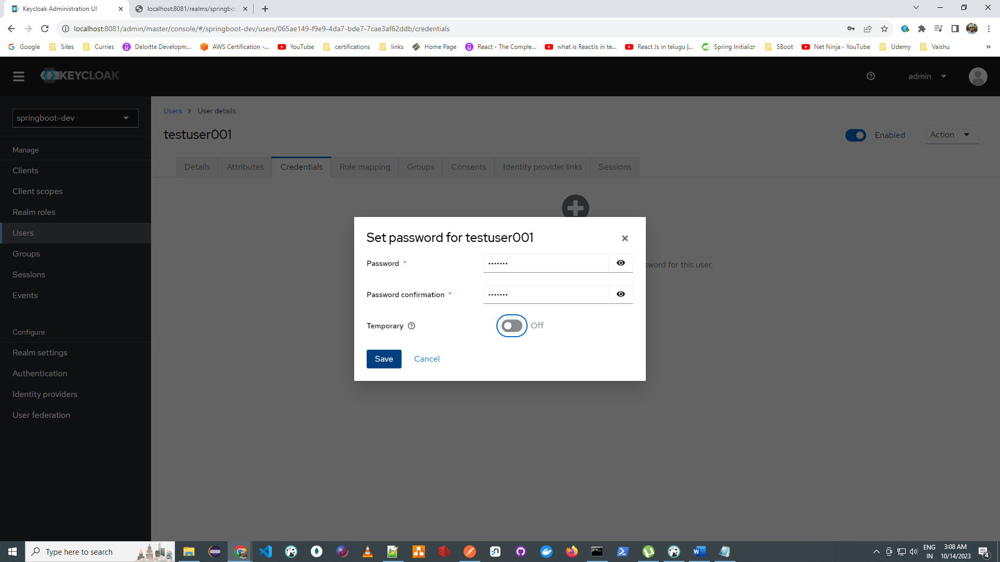 Keycloak Administration UI
localhost:8081/realms/springboo
localhost:8081/admin/master/console/#/springboot-dev/users/065ae149-f9e9-4da7-bde7-7cae3af62ddb/credentials
Google Sites Curries Deloitte Developm... AWS Certification -... YouTube certifications links Home Page React - The Comple... what is ReactJs in te... React Js in telugu |... Spring Initializr SBoot Net Ninja - YouTube Udemy Vaishu »
KEYCLOAK
admin
springboot-dev
Manage
Clients
Client scopes
Realm roles
Users
Groups
Sessions
Events
Configure
Realm settings
Authentication
Identity providers
User federation
Users > User details
testuser001
Enabled
Action
Details Attributes Credentials Role mapping Groups Consents Identity provider links Sessions
sword for this user.
Set password for testuser001
Password *
•••••••
Password confirmation *
•••••••
Temporary
Off
Save Cancel
Type here to search
ENG
IN
3:08 AM
10/14/2023
4